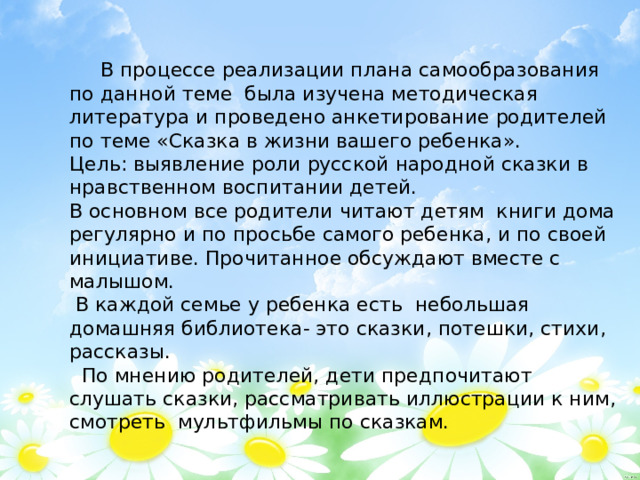 В процессе реализации плана самообразования
по данной теме была изучена методическая
литература и проведено анкетирование родителей
по теме «Сказка в жизни вашего ребенка».
Цель: выявление роли русской народной сказки в
нравственном воспитании детей.
В основном все родители читают детям книги дома
регулярно и по просьбе самого ребенка, и по своей
инициативе. Прочитанное обсуждают вместе с
малышом.
В каждой семье у ребенка есть небольшая
домашняя библиотека- это сказки, потешки, стихи,
рассказы.
По мнению родителей, дети предпочитают
слушать сказки, рассматривать иллюстрации к ним,
смотреть мультфильмы по сказкам.